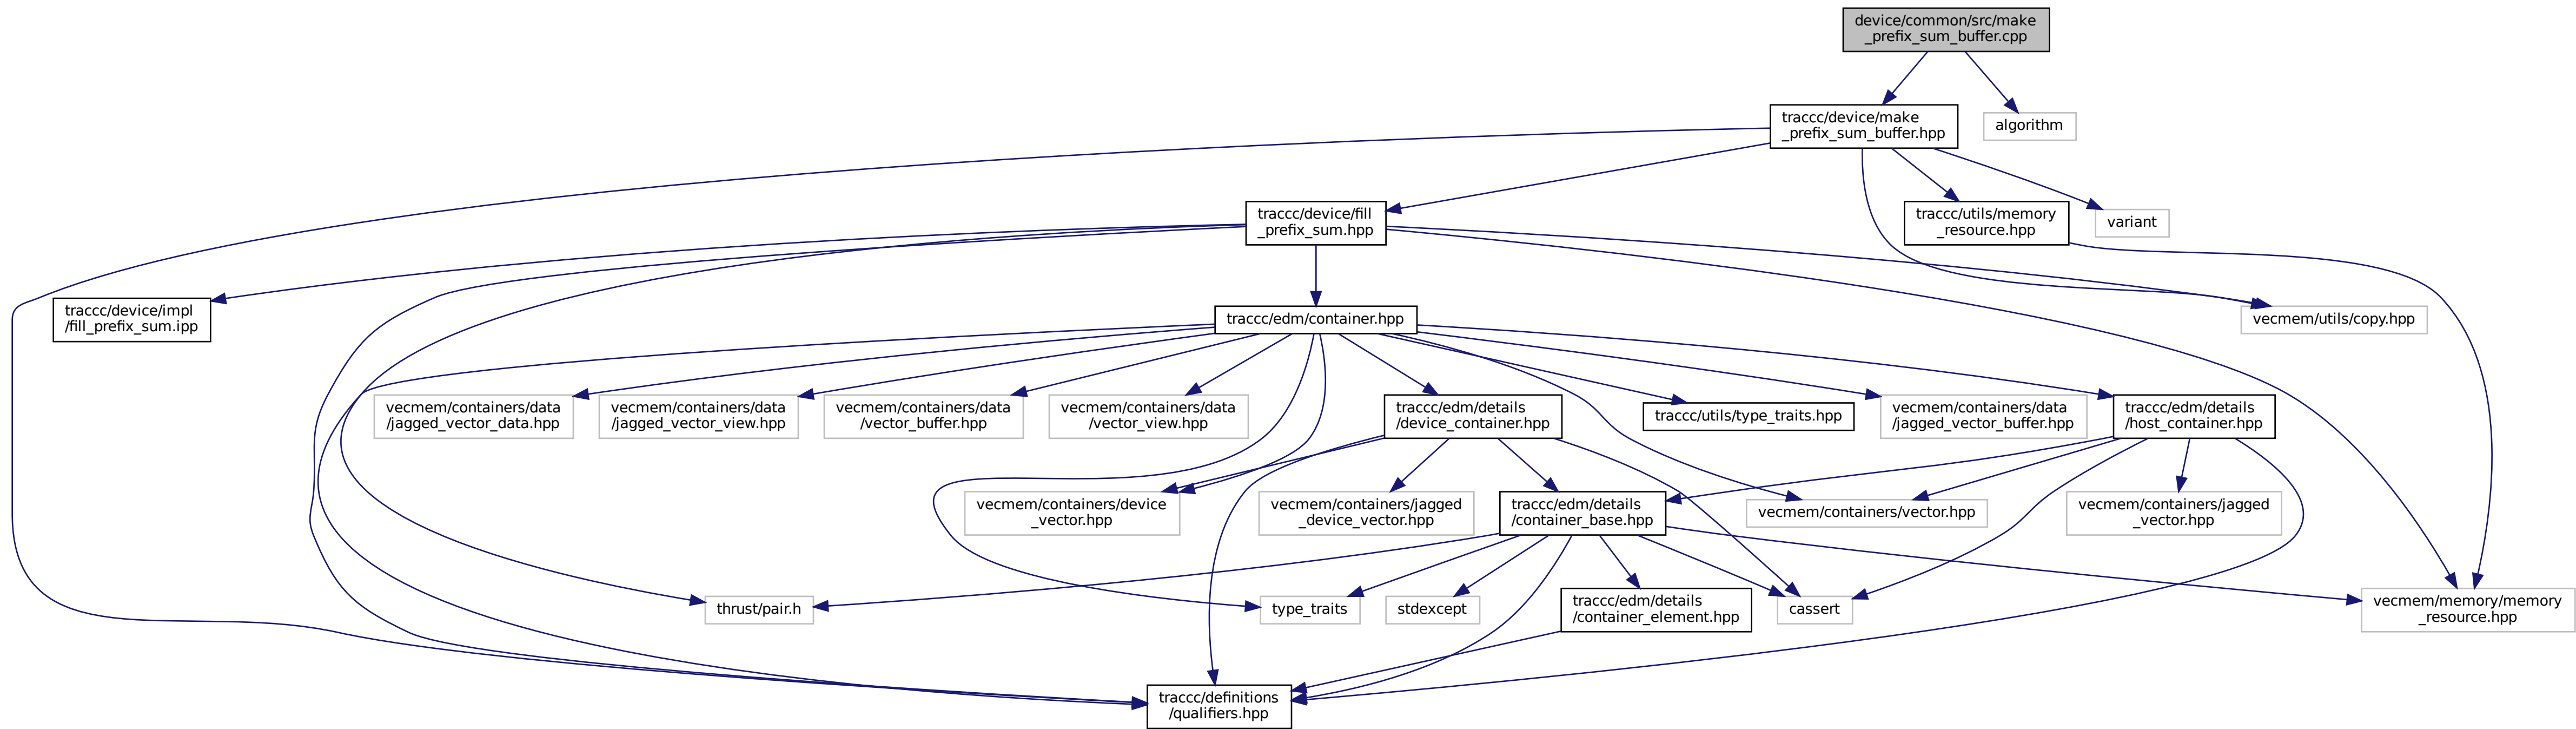 device/common/src/make
_prefix_sum_buffer.cpp
traccc/device/make
_prefix_sum_buffer.hpp
algorithm
traccc/device/fill
_prefix_sum.hpp
traccc/utils/memory
_resource.hpp
variant
traccc/device/impl
/fill_prefix_sum.ipp
traccc/edm/container.hpp
vecmem/utils/copy.hpp
vecmem/containers/data
/jagged_vector_data.hpp
vecmem/containers/data
/jagged_vector_view.hpp
vecmem/containers/data
/vector_buffer.hpp
vecmem/containers/data
/vector_view.hpp
traccc/edm/details
/device_container.hpp
traccc/utils/type_traits.hpp
vecmem/containers/data
/jagged_vector_buffer.hpp
traccc/edm/details
/host_container.hpp
vecmem/containers/device
_vector.hpp
vecmem/containers/jagged
_device_vector.hpp
traccc/edm/details
/container_base.hpp
vecmem/containers/vector.hpp
vecmem/containers/jagged
_vector.hpp
thrust/pair.h
type_traits
stdexcept
traccc/edm/details
/container_element.hpp
cassert
vecmem/memory/memory
_resource.hpp
traccc/definitions
/qualifiers.hpp